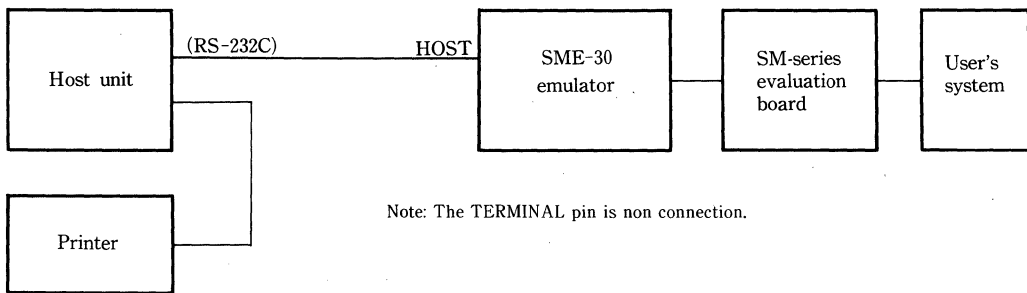 (RS-232C)
HOST
Host unit
SME-30
emulator
SM-series
evaluation
board
User's
system
Note: The TERMINAL pin is non connection.
Printer